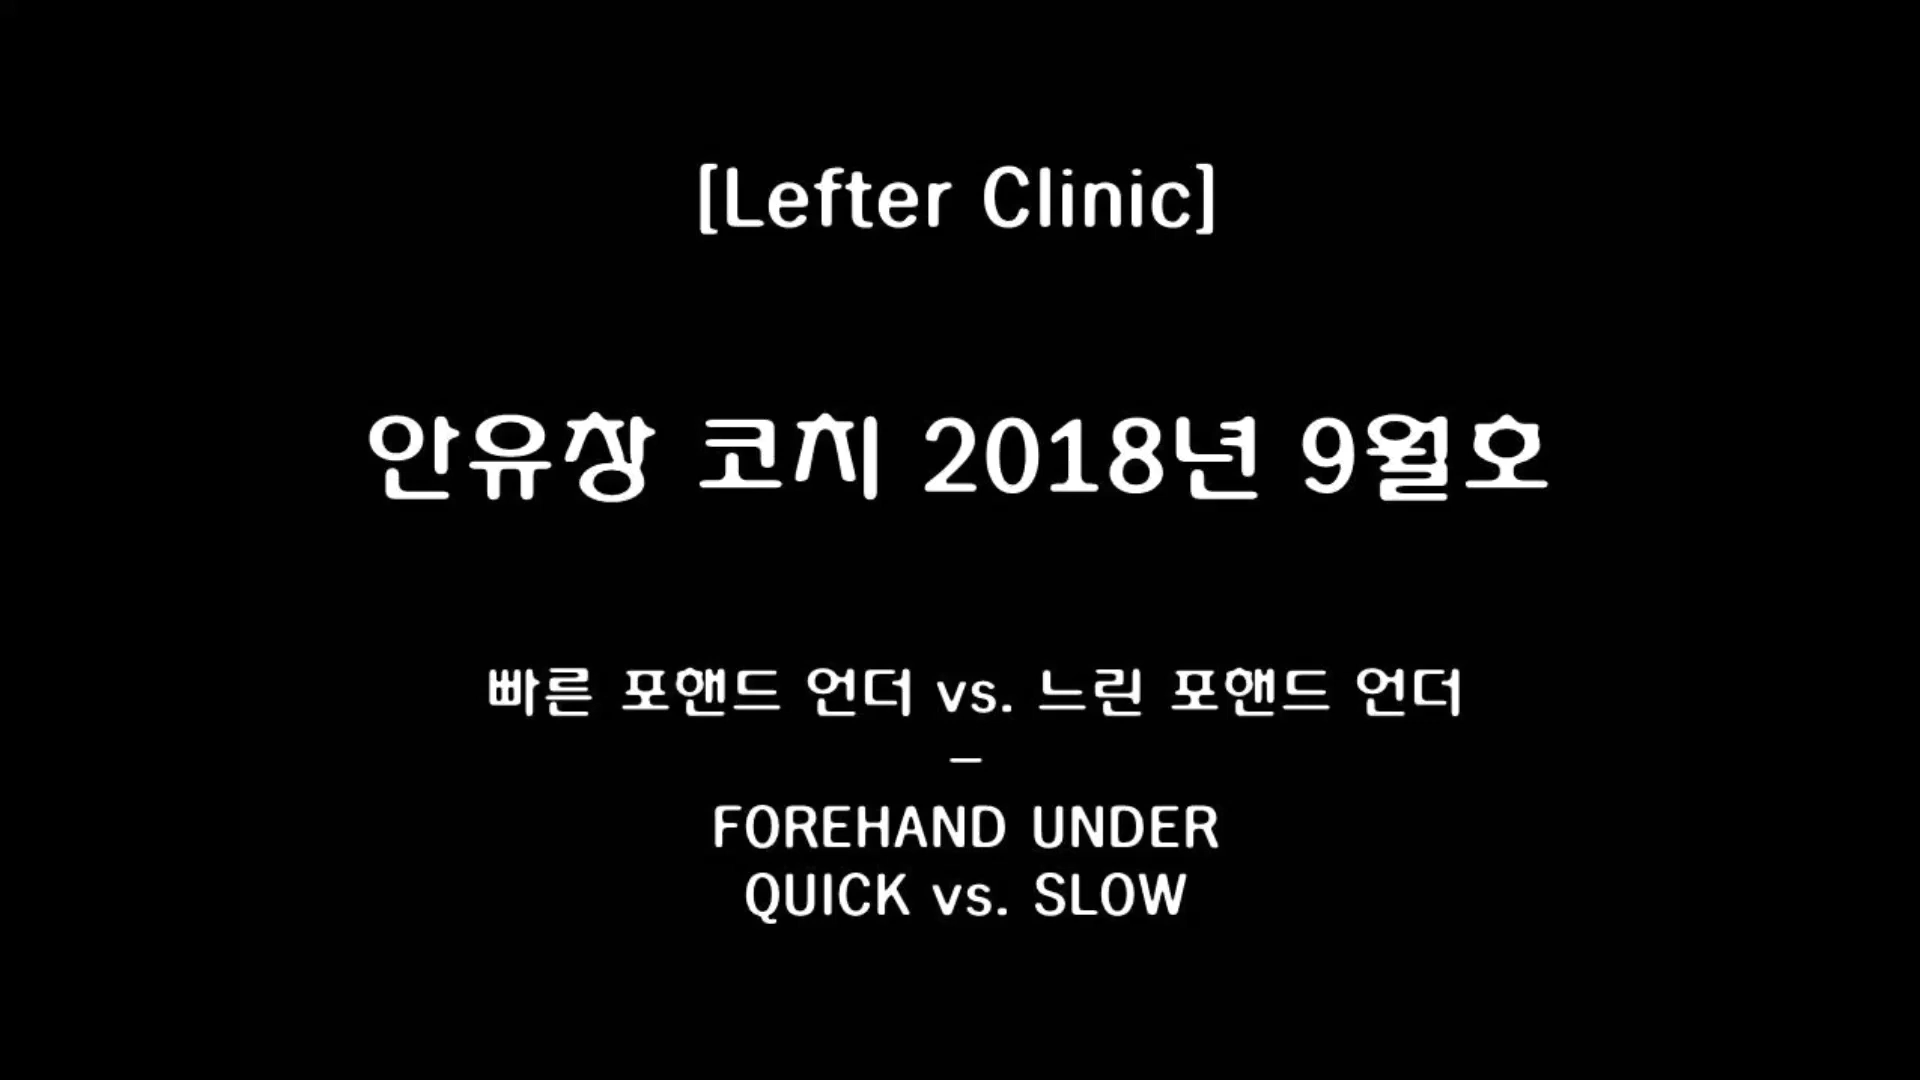 [Lefter Clinic]
안유상 코치 2018년 9월호
빠른 포핸드 언더 vs. 느린 포핸드 언더
–
FOREHAND UNDER
QUICK vs. SLOW